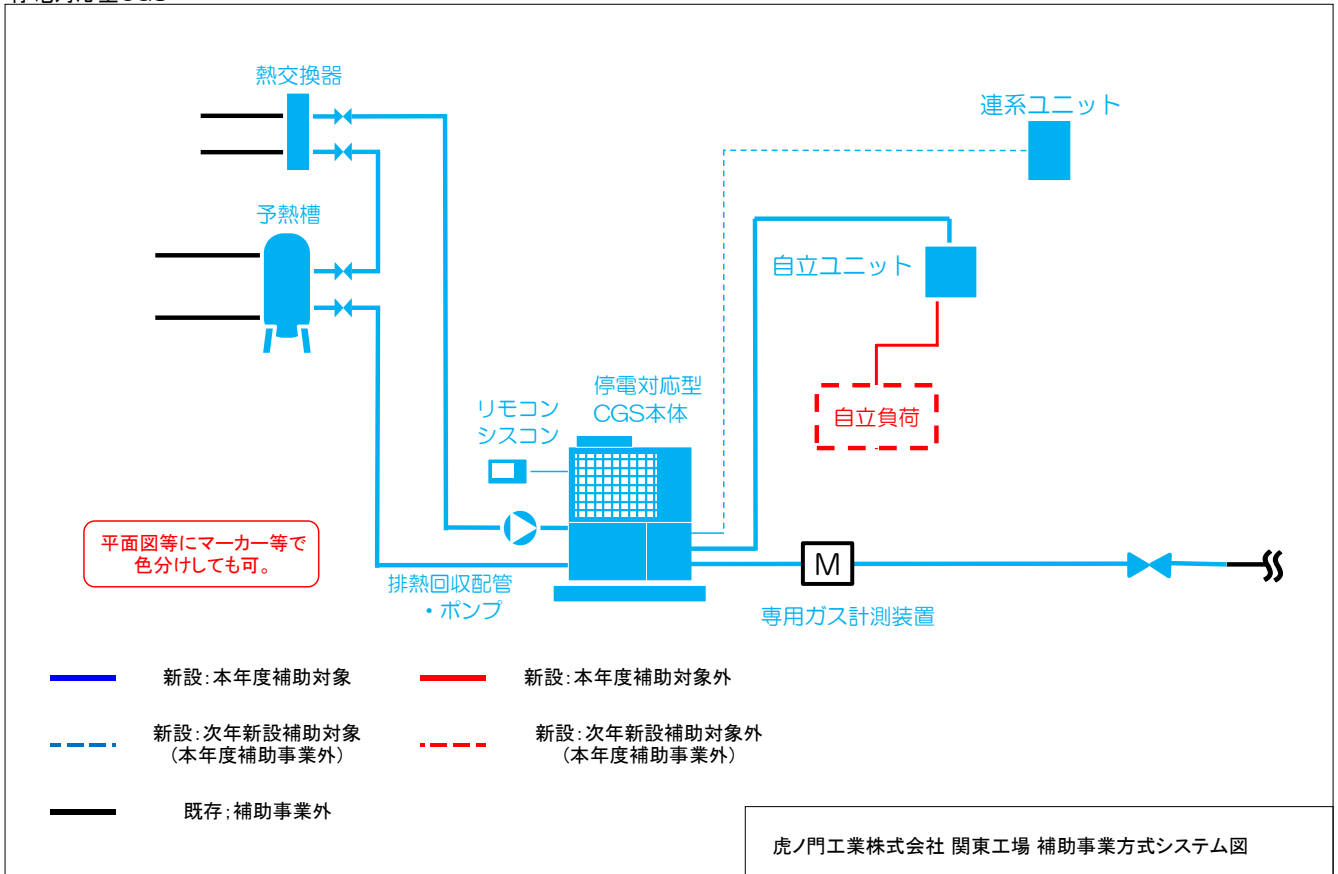 熱交換器
連系ユニット
予熱槽
自立ユニット
停電対応型
CGS本体
リモコン
シスコン
自立負荷
平面図等にマーカー等で
色分けしても可。
M
排熱回収配管
・ポンプ
専用ガス計測装置
新設:本年度補助対象
新設:本年度補助対象外
新設:次年新設補助対象
(本年度補助事業外)
新設:次年新設補助対象外
(本年度補助事業外)
既存;補助事業外
虎ノ門工業株式会社 関東工場 補助事業方式システム図